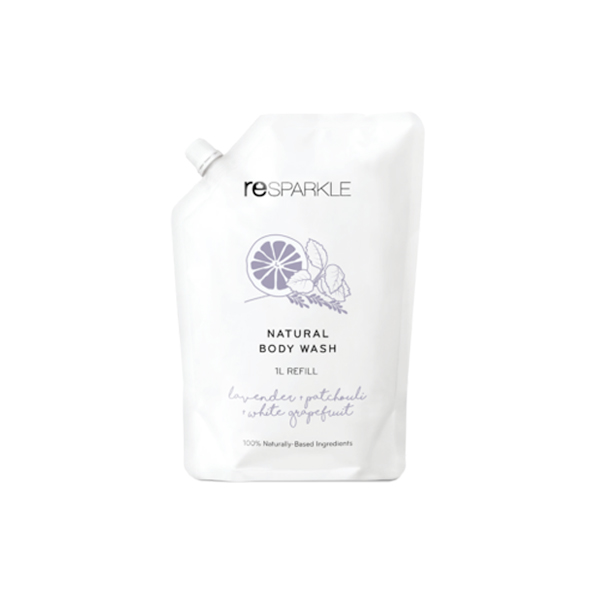 reSPARKLE
NATURAL
BODY WASH
1L REFILL
lavender + patchouli
+ white grapefruit
100% Naturally-Based Ingredients